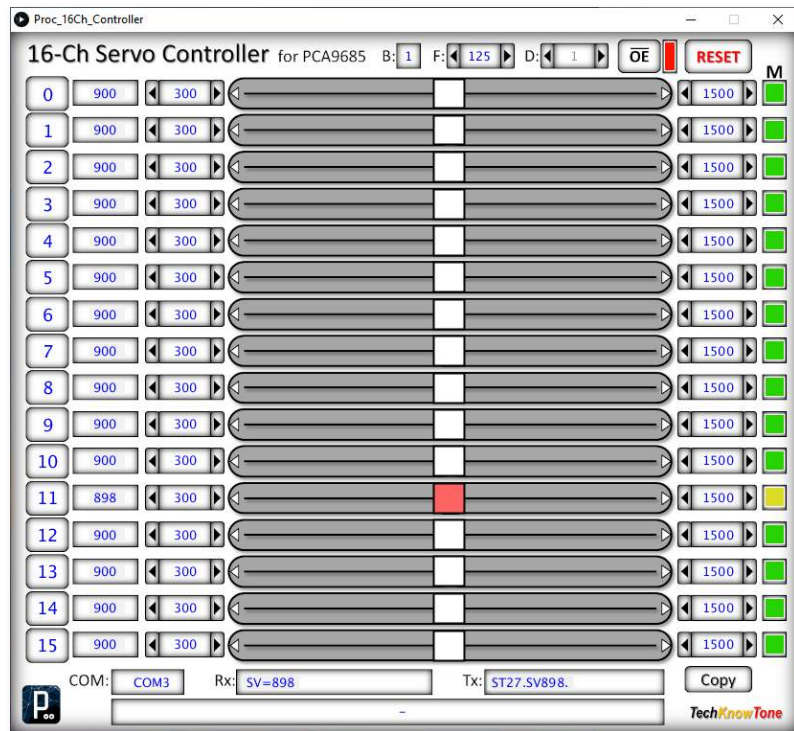 Proc_16Ch_Controller
16-Ch Servo Controller for PCA9685 B: 1 F: 125 D: 1 OE RESET
M
0 900 300 1500
1 900 300 1500
2 900 300 1500
3 900 300 1500
4 900 300 1500
5 900 300 1500
6 900 300 1500
7 900 300 1500
8 900 300 1500
9 900 300 1500
10 900 300 1500
11 898 300 1500
12 900 300 1500
13 900 300 1500
14 900 300 1500
15 900 300 1500
COM: COM3 Rx: SV=898 Tx: ST27.SV898. Copy
P
- TechKnowTone